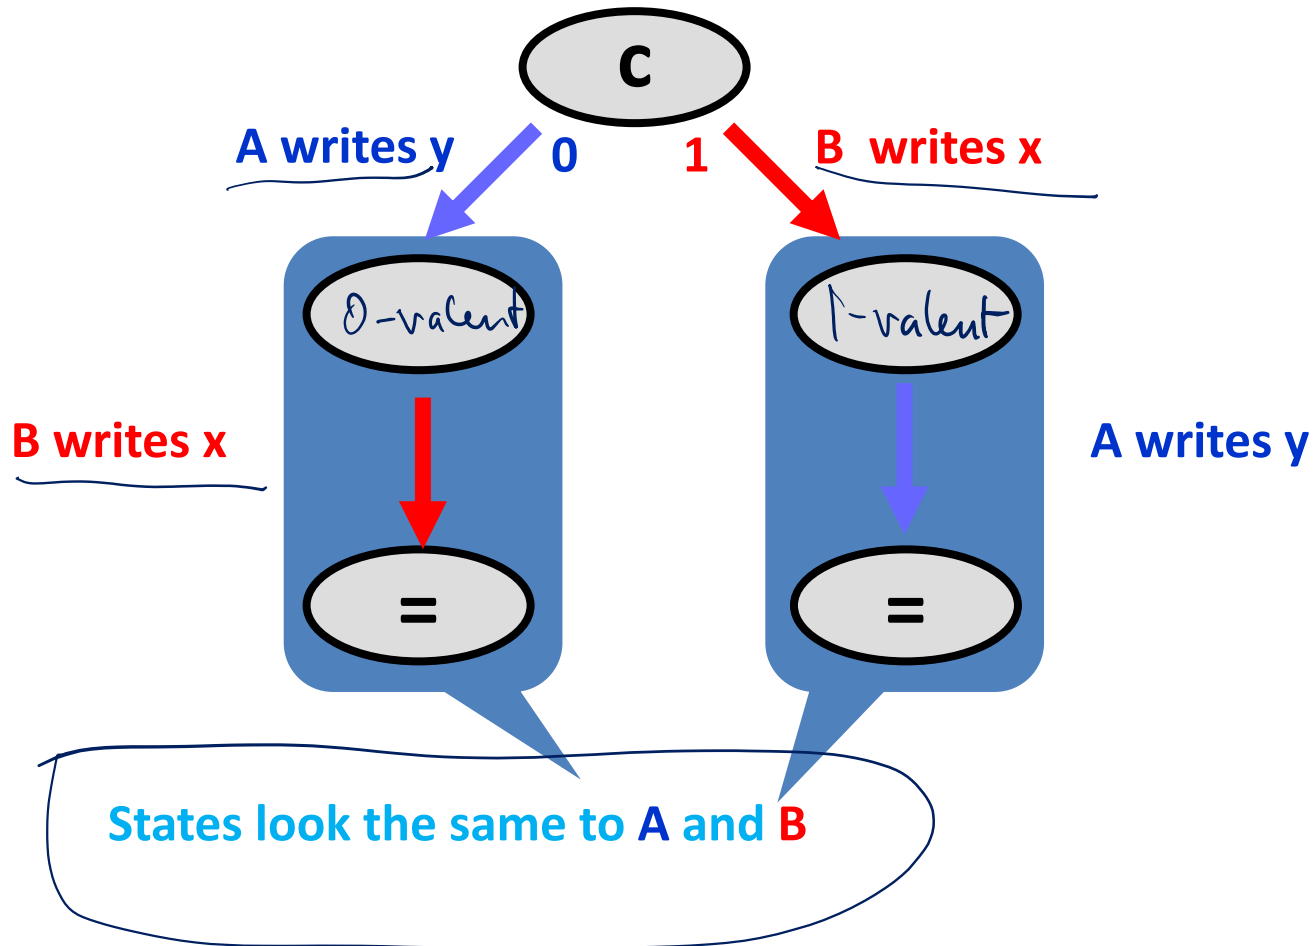 c
A writes y 0 1 B writes x
0-valent 1-valent
B writes x A writes y
= =
States look the same to A and B